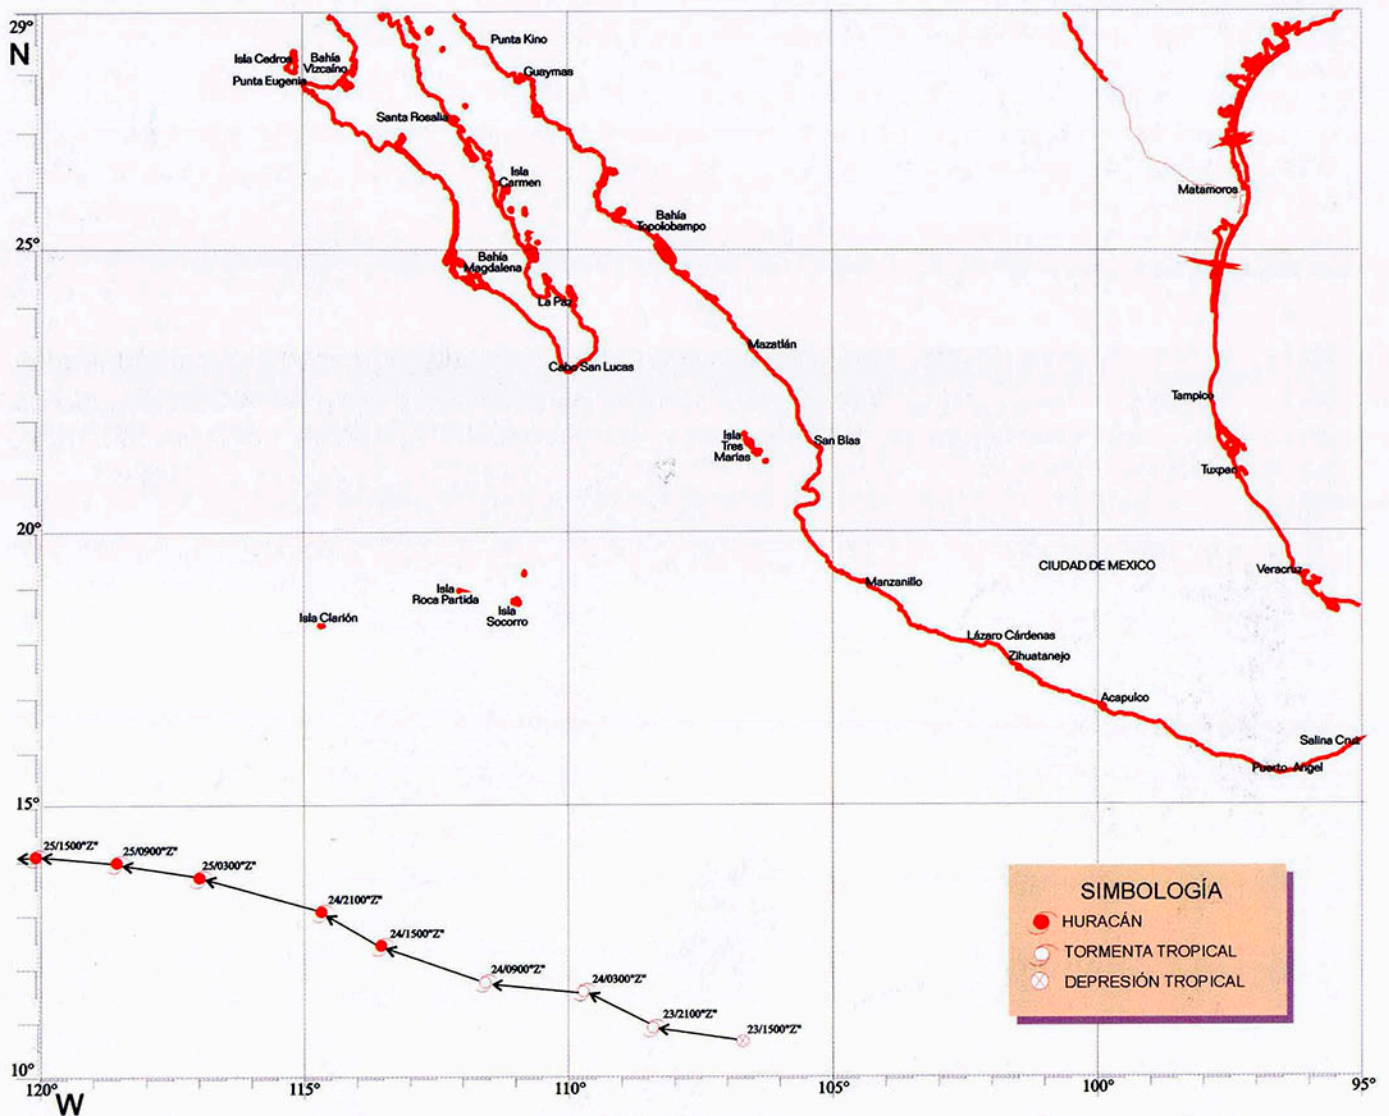 29°
N
Punta Kino
Isla Cedros
Bahía
Vizcaíno
Guaymas
Punta Eugenia
Santa Rosalia
Isla
Carmen
Matamoros
Bahía
Topolobampo
25°
Bahía
Magdalena
La Paz
Mazatlán
Cabo San Lucas
Tampico
Isla
Tres
Marías
San Blas
Tuxpan
20°
CIUDAD DE MEXICO
Veracruz
Manzanillo
Isla
Roca Partida
Isla
Socorro
Isla Clarión
Lázaro Cárdenas
Zihuatanejo
Acapulco
Salina Cruz
Puerto Angel
15°
25/1500"Z"
25/0900"Z"
25/0300"Z"
24/2100"Z"
24/1500"Z"
24/0900"Z"
24/0300"Z"
23/2100"Z"
23/1500"Z"
SIMBOLOGÍA
HURACÁN
TORMENTA TROPICAL
DEPRESIÓN TROPICAL
10°
120°
115°
110°
105°
100°
95°
W